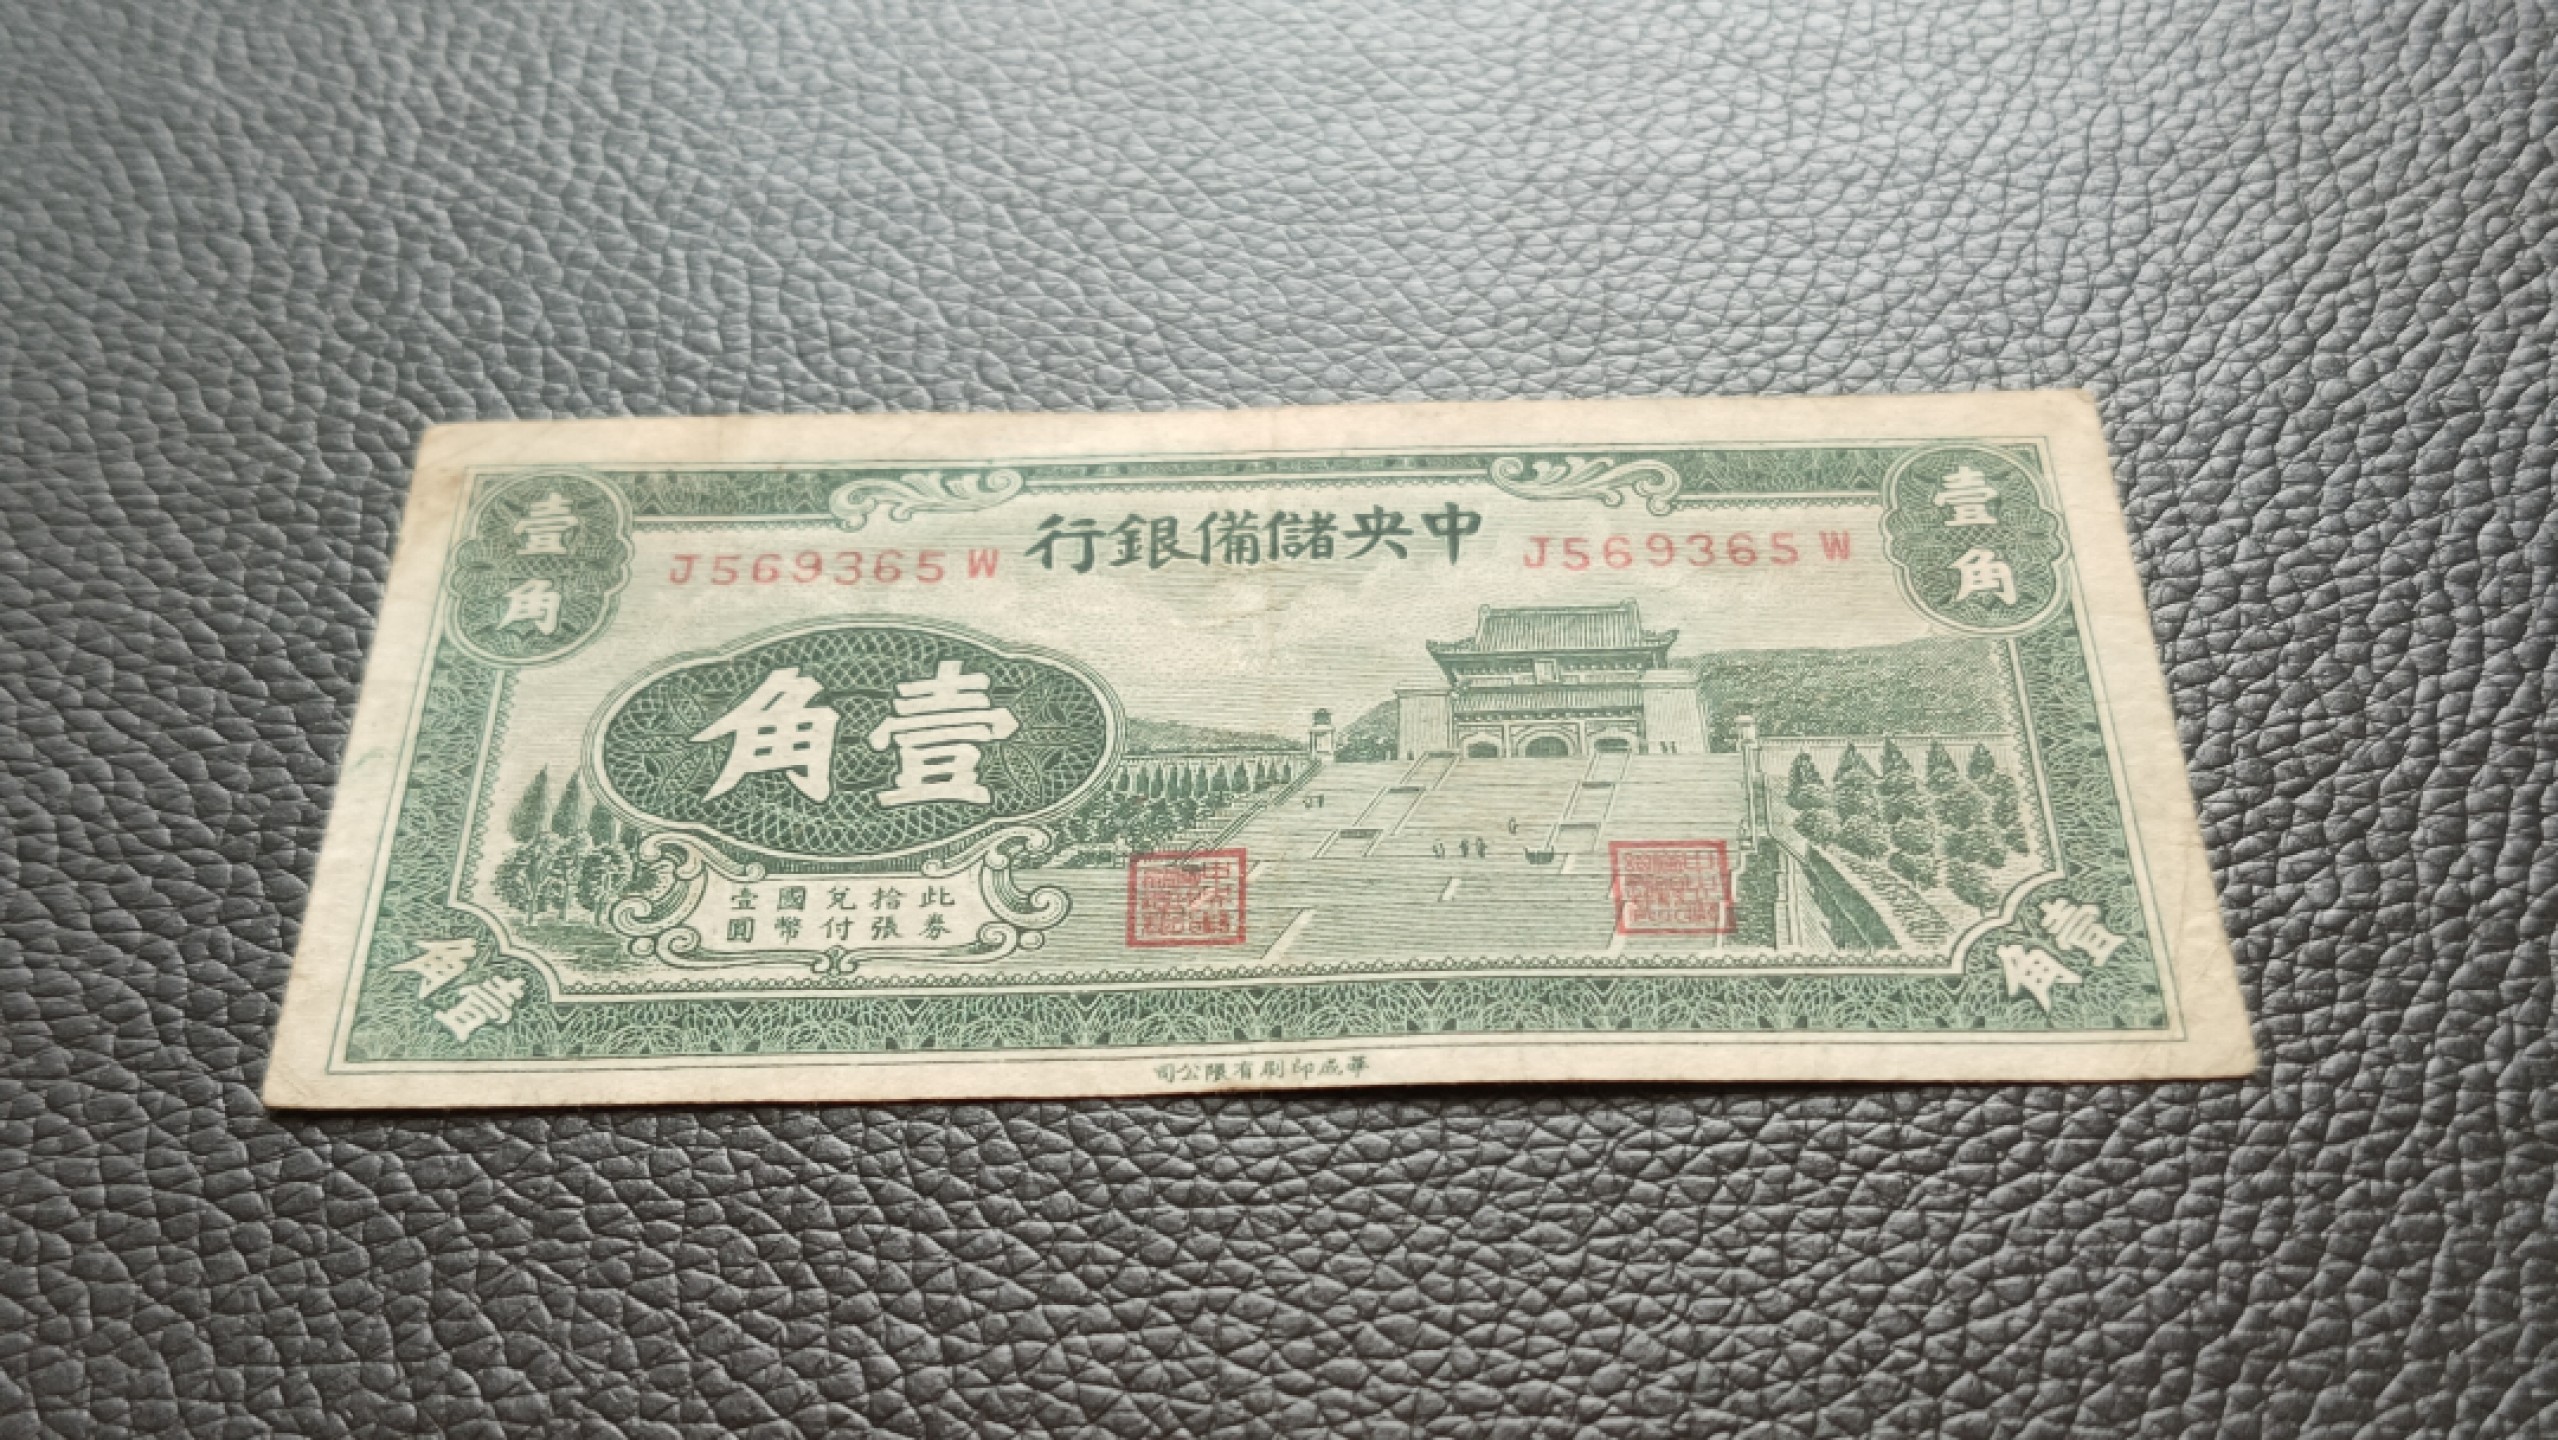 中央儲備銀行
J569365W
J569365W
壹角
壹角
壹角
此券
拾張
兌付
國幣
壹圓
壹角
壹角
華成印刷有限公司